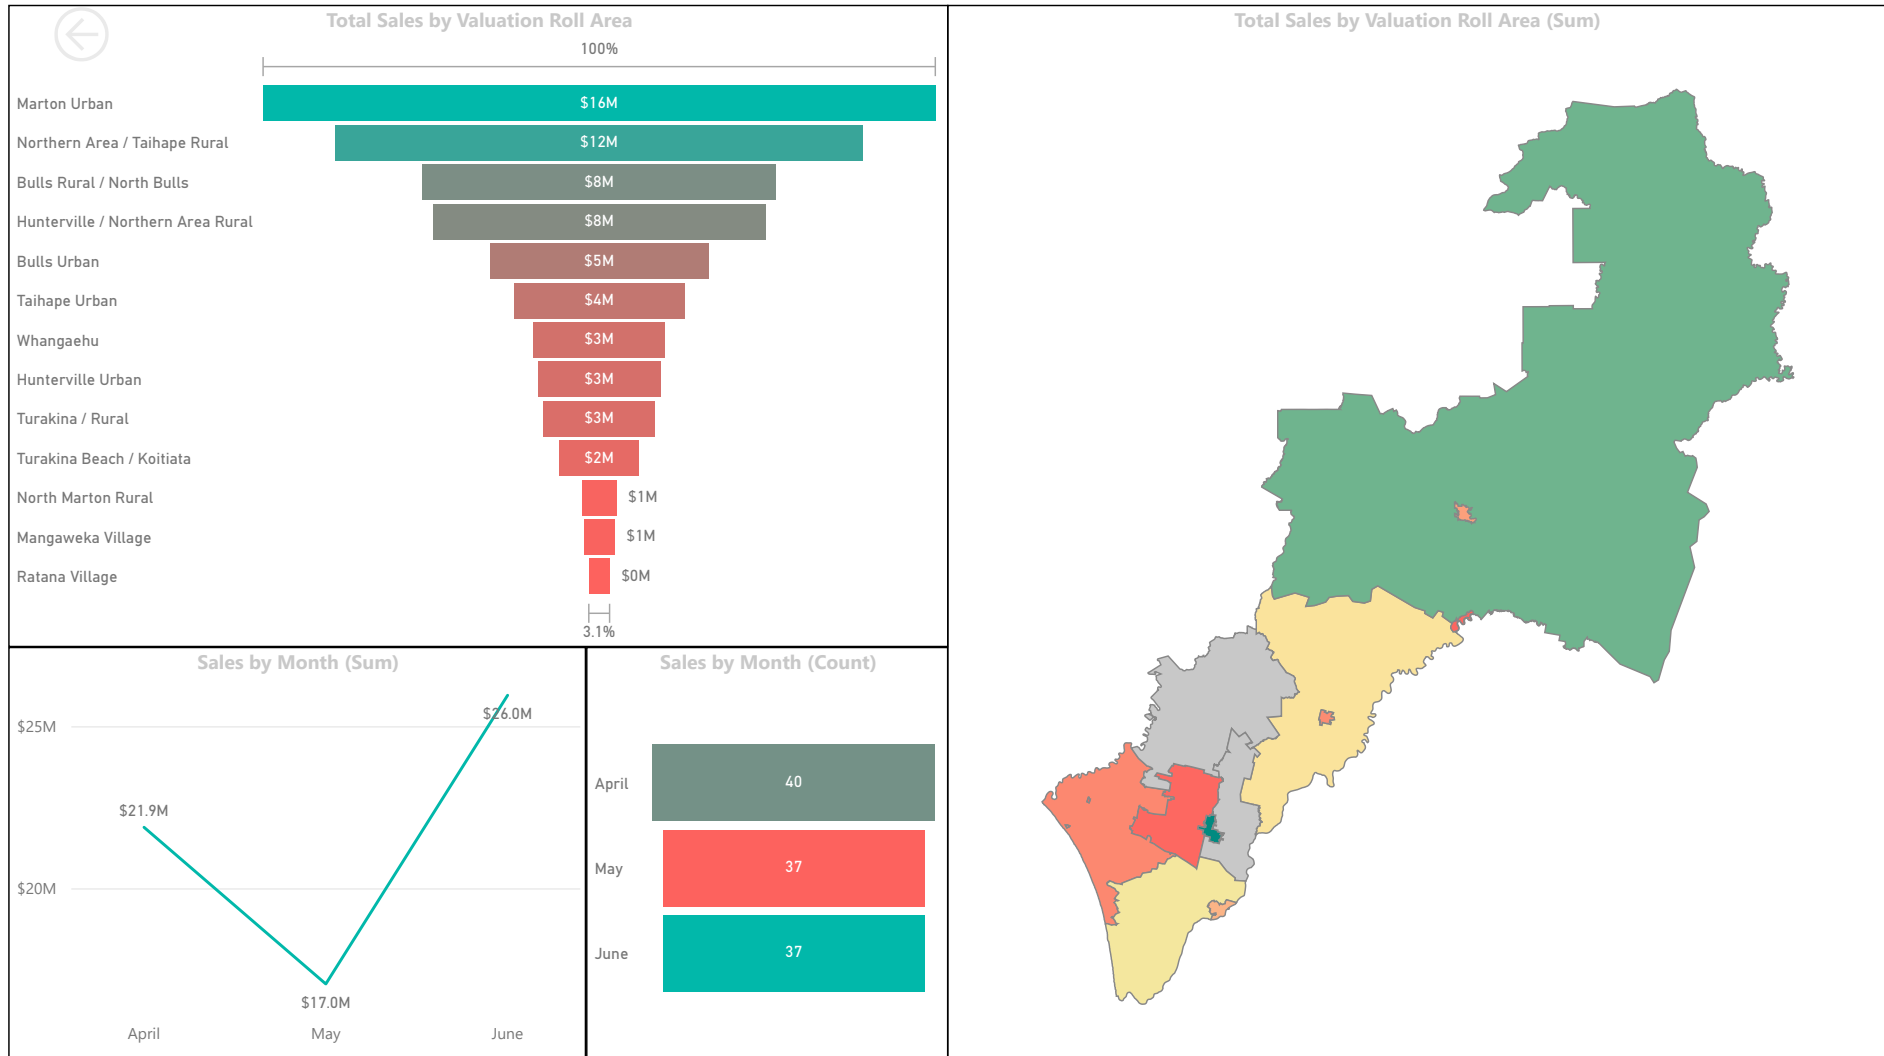 Total Sales by Valuation Roll Area
100%
Marton Urban $16M
Northern Area / Taihape Rural $12M
Bulls Rural / North Bulls $8M
Hunterville / Northern Area Rural $8M
Bulls Urban $5M
Taihape Urban $4M
Whangaehu $3M
Hunterville Urban $3M
Turakina / Rural $3M
Turakina Beach / Koitiata $2M
North Marton Rural $1M
Mangaweka Village $1M
Ratana Village $0M
3.1%
Total Sales by Valuation Roll Area (Sum)
Sales by Month (Sum)
$25M
$20M
$21.9M
$17.0M
$26.0M
April May June
Sales by Month (Count)
April 40
May 37
June 37